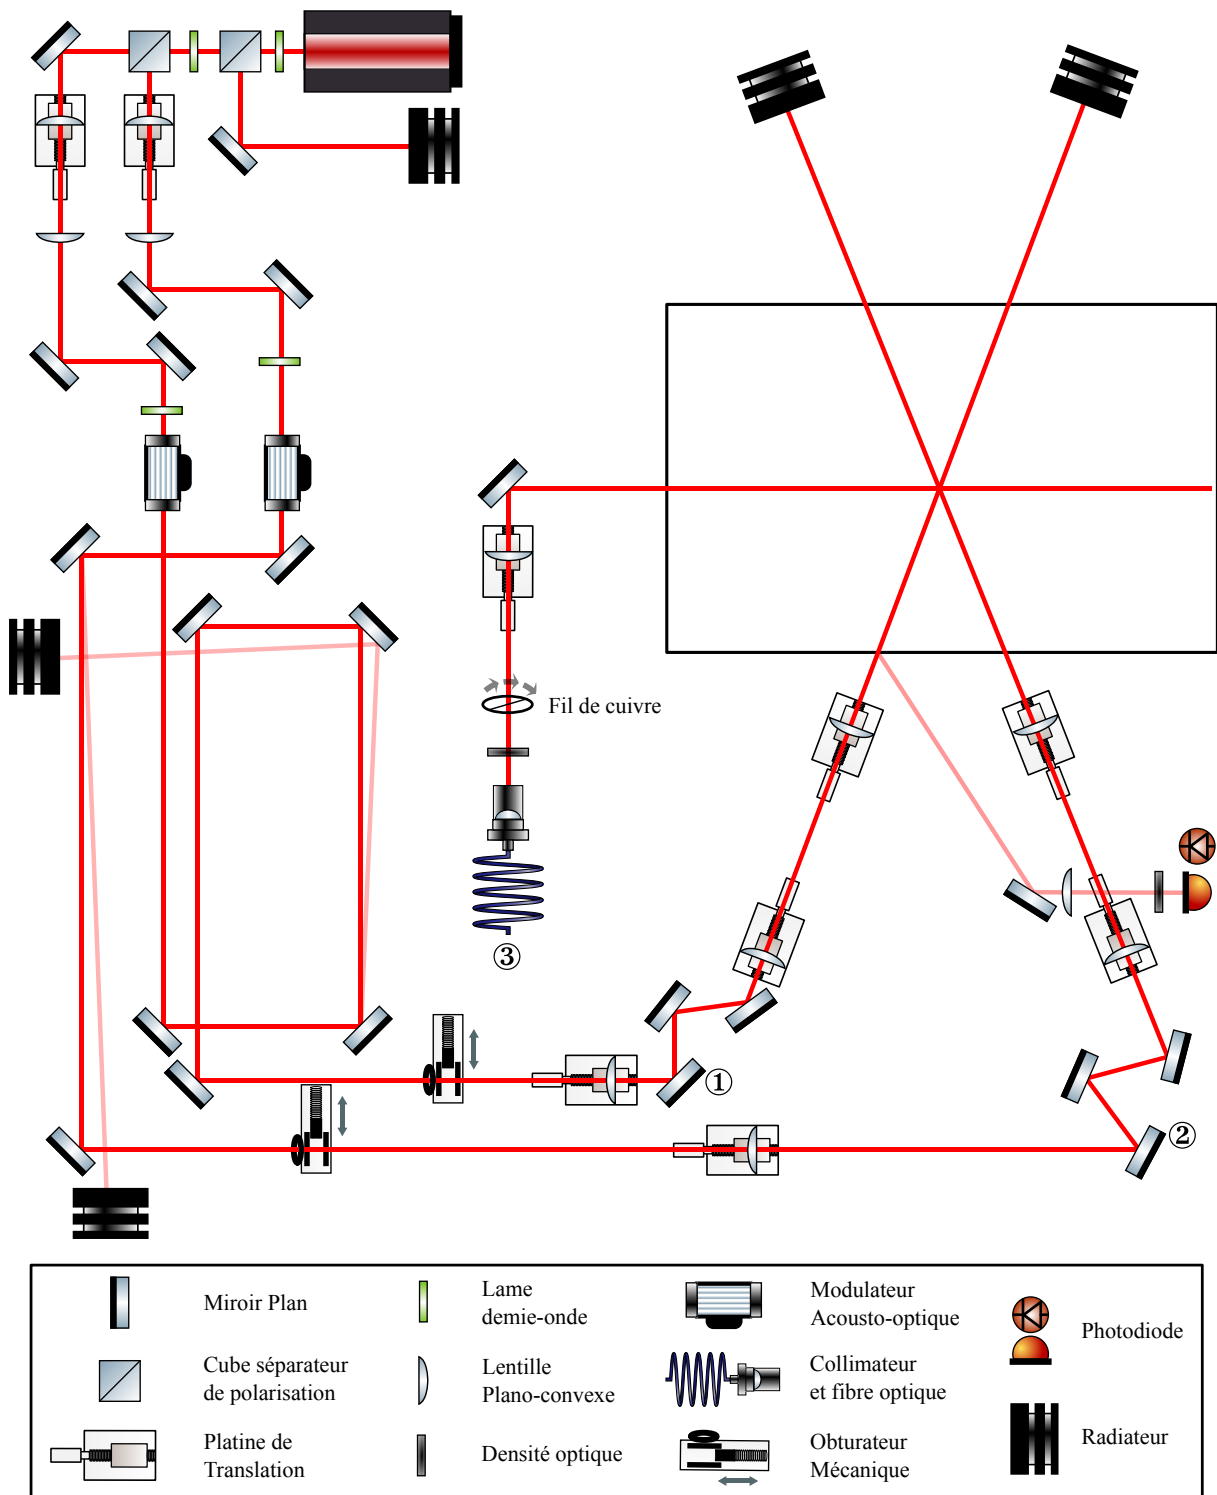 Fil de cuivre
③
①
②
Miroir Plan
Lame
demie-onde
Modulateur
Acousto-optique
Photodiode
Cube séparateur
de polarisation
Lentille
Plano-convexe
Collimateur
et fibre optique
Platine de
Translation
Densité optique
Obturateur
Mécanique
Radiateur